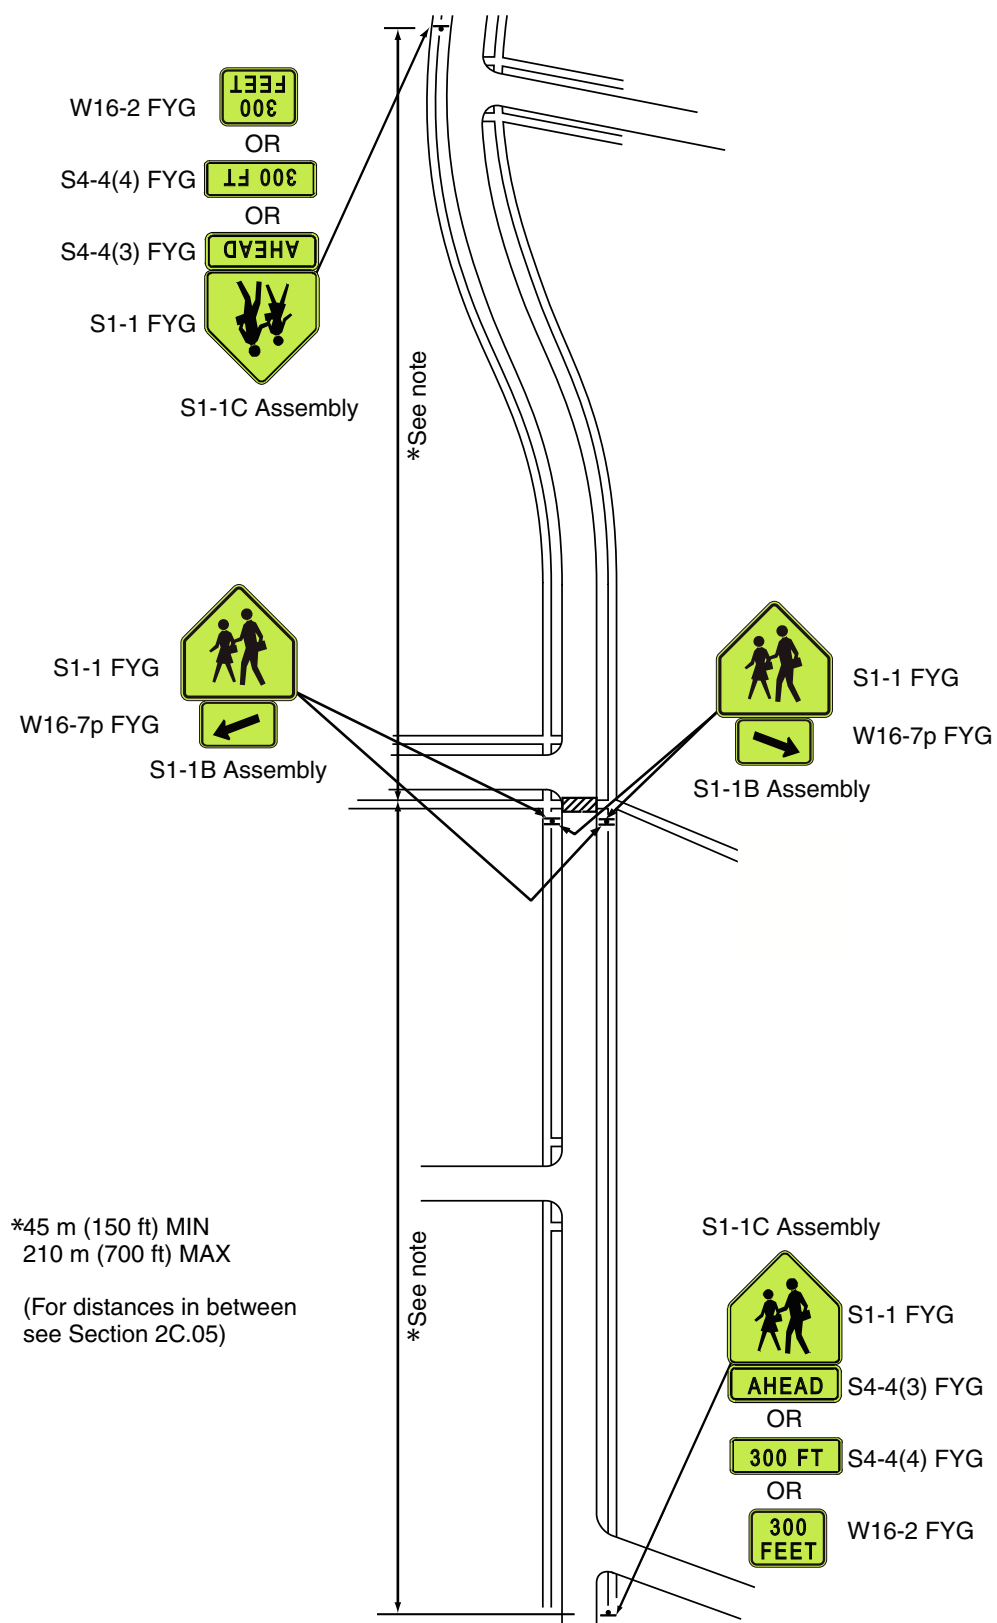 W16-2 FYG
300
FEET
OR
S4-4(4) FYG
300 FT
OR
S4-4(3) FYG
AHEAD
S1-1 FYG
S1-1C Assembly
*See note
S1-1 FYG
W16-7p FYG
S1-1B Assembly
S1-1 FYG
W16-7p FYG
S1-1B Assembly
*45 m (150 ft) MIN
210 m (700 ft) MAX
(For distances in between
see Section 2C.05)
*See note
S1-1C Assembly
S1-1 FYG
AHEAD
S4-4(3) FYG
OR
300 FT
S4-4(4) FYG
OR
300
FEET
W16-2 FYG